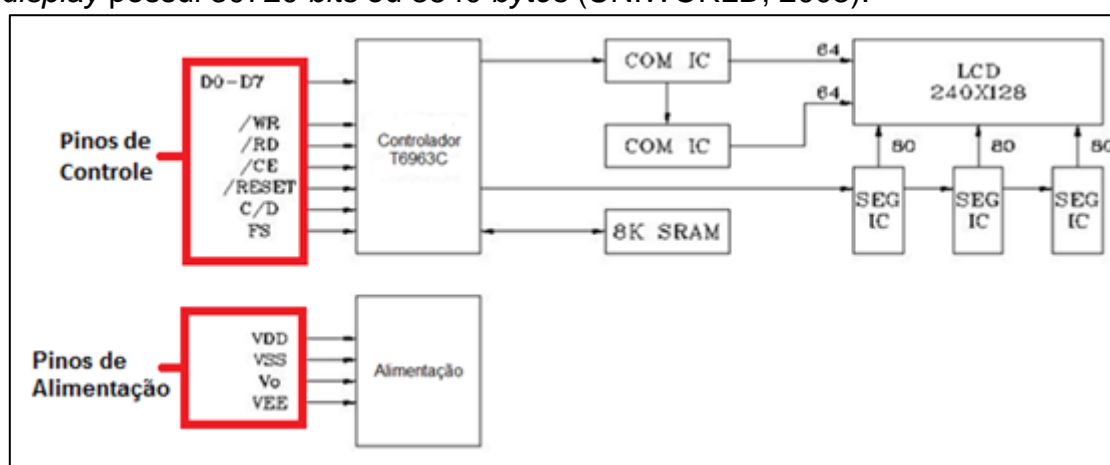 display possui 30720 bits ou 3840 bytes
D0-D7
Pinos de
Controle
/WR
/RD
/CE
/RESET
C/D
FS
Controlador
T6963C
COM IC
COM IC
8K SRAM
64
64
LCD
240X128
80
80
80
SEG
IC
SEG
IC
SEG
IC
Pinos de
Alimentação
VDD
VSS
Vo
VEE
Alimentação